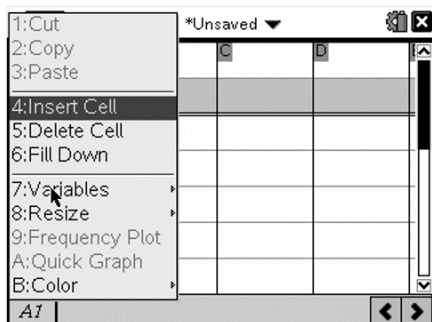 *Unsaved
1:Cut
2:Copy
3:Paste
4:Insert Cell
5:Delete Cell
6:Fill Down
7:Variables
8:Resize
9:Frequency Plot
A:Quick Graph
B:Color
C
D
A1